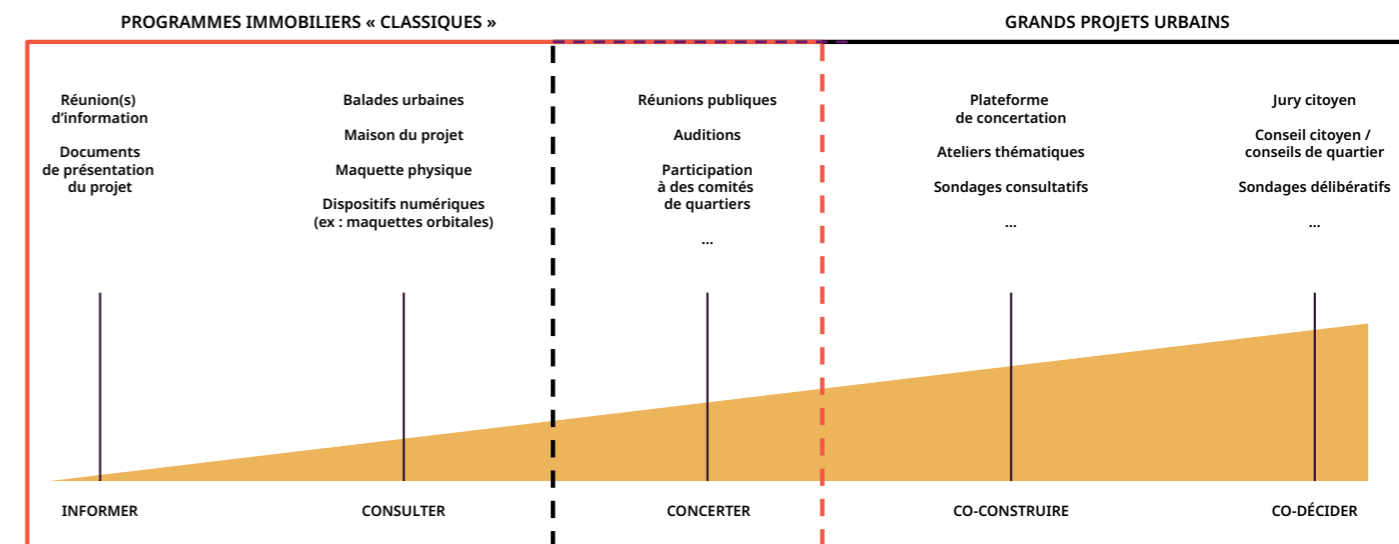 PROGRAMMES IMMOBILIERS « CLASSIQUES »
GRANDS PROJETS URBAINS
Réunion(s)
d'information
Documents
de présentation
du projet
Balades urbaines
Maison du projet
Maquette physique
Dispositifs numériques
(ex : maquettes orbitales)
Réunions publiques
Auditions
Participation
à des comités
de quartiers
...
Plateforme
de concertation
Ateliers thématiques
Sondages consultatifs
...
Jury citoyen
Conseil citoyen /
conseils de quartier
Sondages délibératifs
...
INFORMER
CONSULTER
CONCERTER
CO-CONSTRUIRE
CO-DÉCIDER